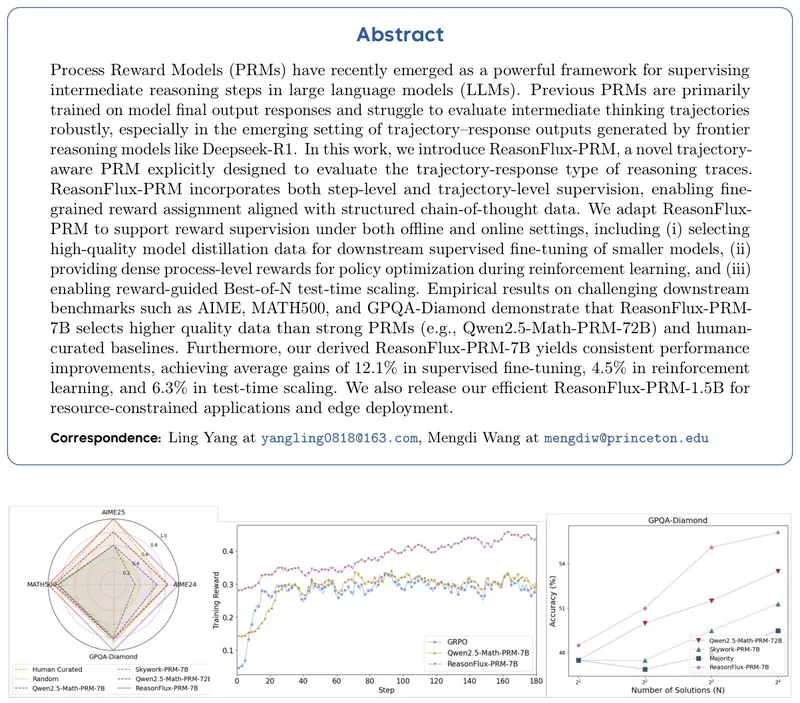 Abstract
Process Reward Models (PRMs) have recently emerged as a powerful framework for supervising
intermediate reasoning steps in large language models (LLMs). Previous PRMs are primarily
trained on model final output responses and struggle to evaluate intermediate thinking trajectories
robustly, especially in the emerging setting of trajectory–response outputs generated by frontier
reasoning models like Deepseek-R1. In this work, we introduce ReasonFlux-PRM, a novel trajectory-
aware PRM explicitly designed to evaluate the trajectory-response type of reasoning traces.
ReasonFlux-PRM incorporates both step-level and trajectory-level supervision, enabling fine-
grained reward assignment aligned with structured chain-of-thought data. We adapt ReasonFlux-
PRM to support reward supervision under both offline and online settings, including (i) selecting
high-quality model distillation data for downstream supervised fine-tuning of smaller models, (ii)
providing dense process-level rewards for policy optimization during reinforcement learning, and (iii)
enabling reward-guided Best-of-N test-time scaling. Empirical results on challenging downstream
benchmarks such as AIME, MATH500, and GPQA-Diamond demonstrate that ReasonFlux-PRM-
7B selects higher quality data than strong PRMs (e.g., Qwen2.5-Math-PRM-72B) and human-
curated baselines. Furthermore, our derived ReasonFlux-PRM-7B yields consistent performance
improvements, achieving average gains of 12.1% in supervised fine-tuning, 4.5% in reinforcement
learning, and 6.3% in test-time scaling. We also release our efficient ReasonFlux-PRM-1.5B for
resource-constrained applications and edge deployment.
Correspondence: Ling Yang at yangling0818@163.com, Mengdi Wang at mengdiw@princeton.edu
AIME25
1.0
0.8
0.6
0.4
0.2
MATH500
AIME24
GPQA-Diamond
Human Curated
Random
Qwen2.5-Math-PRM-7B
Skywork-PRM-7B
Qwen2.5-Math-PRM-72B
ReasonFlux-PRM-7B
Training Reward
0.4
0.3
0.2
0.1
GRPO
Qwen2.5-Math-PRM-7B
ReasonFlux-PRM-7B
0 20 40 60 80 100 120 140 160 180
Step
GPQA-Diamond
Accuracy (%)
54
51
48
Qwen2.5-Math-PRM-72B
Skywork-PRM-7B
Majority
ReasonFlux-PRM-7B
2¹ 2² 2³ 2⁴
Number of Solutions (N)